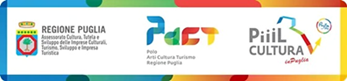 REGIONE PUGLIA
Assessorato Cultura, Tutela e
Sviluppo delle Imprese Culturali,
Turismo, Sviluppo e Impresa
Turistica
PACT
Polo
Arti Cultura Turismo
Regione Puglia
PiiiL
CULTURA
inPuglia